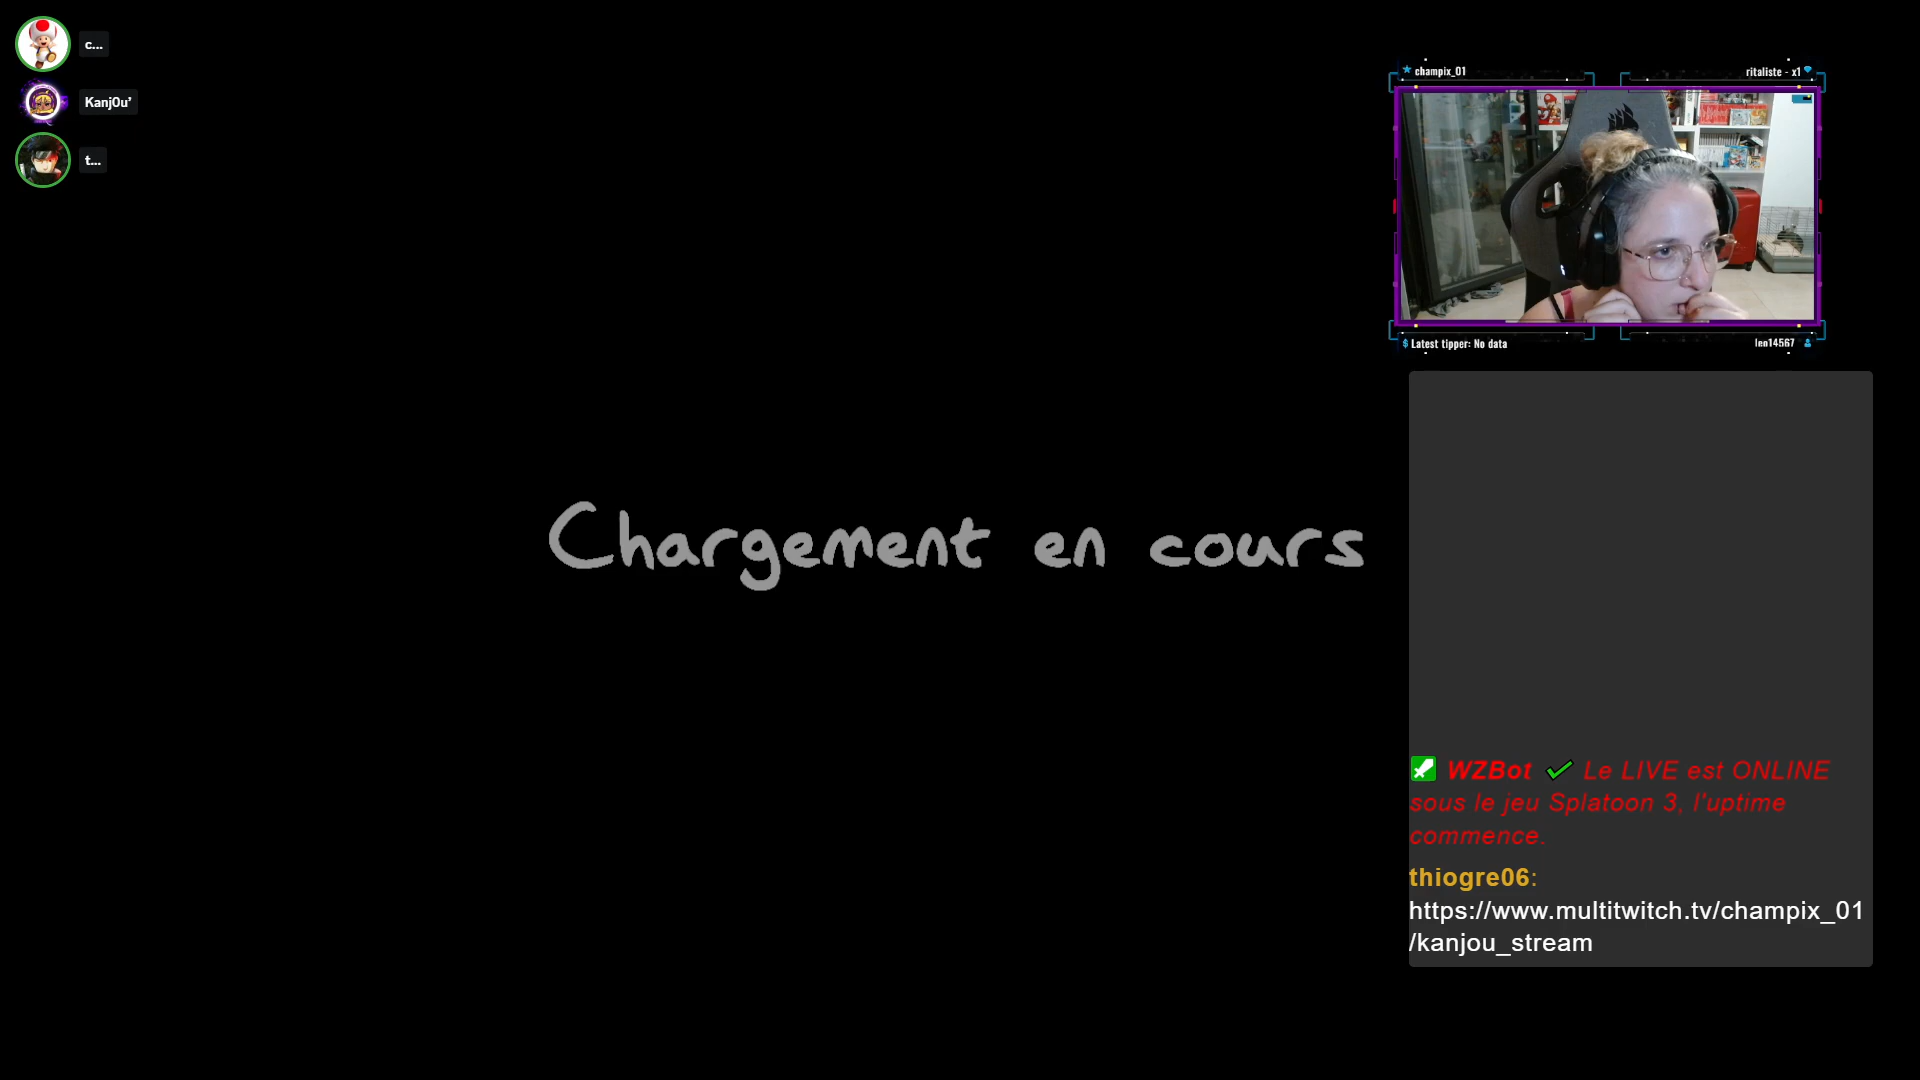 c...
KanjOu’
t...
champix_01
ritaliste - x1
Latest tipper: No data
leo14567
Chargement en cours
WZBot Le LIVE est ONLINE
sous le jeu Splatoon 3, l'uptime
commence.
thiogre06:
https://www.multitwitch.tv/champix_01
/kanjou_stream